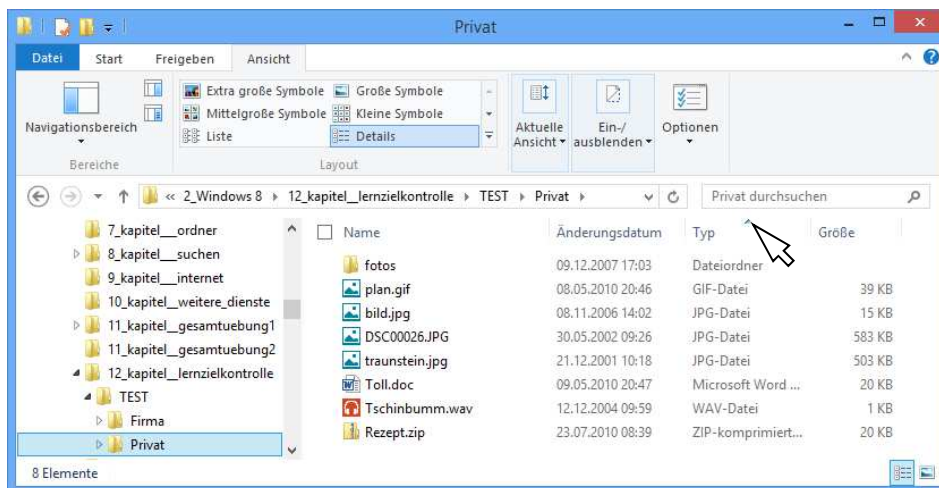 Privat
Datei Start Freigeben Ansicht
Navigationsbereich
Extra große Symbole Große Symbole
Mittelgroße Symbole Kleine Symbole
Liste Details
Aktuelle Ansicht
Ein-/ ausblenden
Optionen
Bereiche Layout
« 2_Windows 8 12_kapitel__lernzielkontrolle TEST Privat
Privat durchsuchen
7_kapitel__ordner
8_kapitel__suchen
9_kapitel__internet
10_kapitel__weitere_dienste
11_kapitel__gesamtuebung1
11_kapitel__gesamtuebung2
12_kapitel__lernzielkontrolle
TEST
Firma
Privat
Name Änderungsdatum Typ Größe
fotos 09.12.2007 17:03 Dateiordner
plan.gif 08.05.2010 20:46 GIF-Datei 39 KB
bild.jpg 08.11.2006 14:02 JPG-Datei 15 KB
DSC00026.JPG 30.05.2002 09:26 JPG-Datei 583 KB
traunstein.jpg 21.12.2001 10:18 JPG-Datei 503 KB
Toll.doc 09.05.2010 20:47 Microsoft Word ... 20 KB
Tschinbumm.wav 12.12.2004 09:59 WAV-Datei 1 KB
Rezept.zip 23.07.2010 08:39 ZIP-komprimiert... 20 KB
8 Elemente